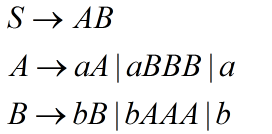 S → AB
A → aA | aBBB | a
B → bB | bAAA | b